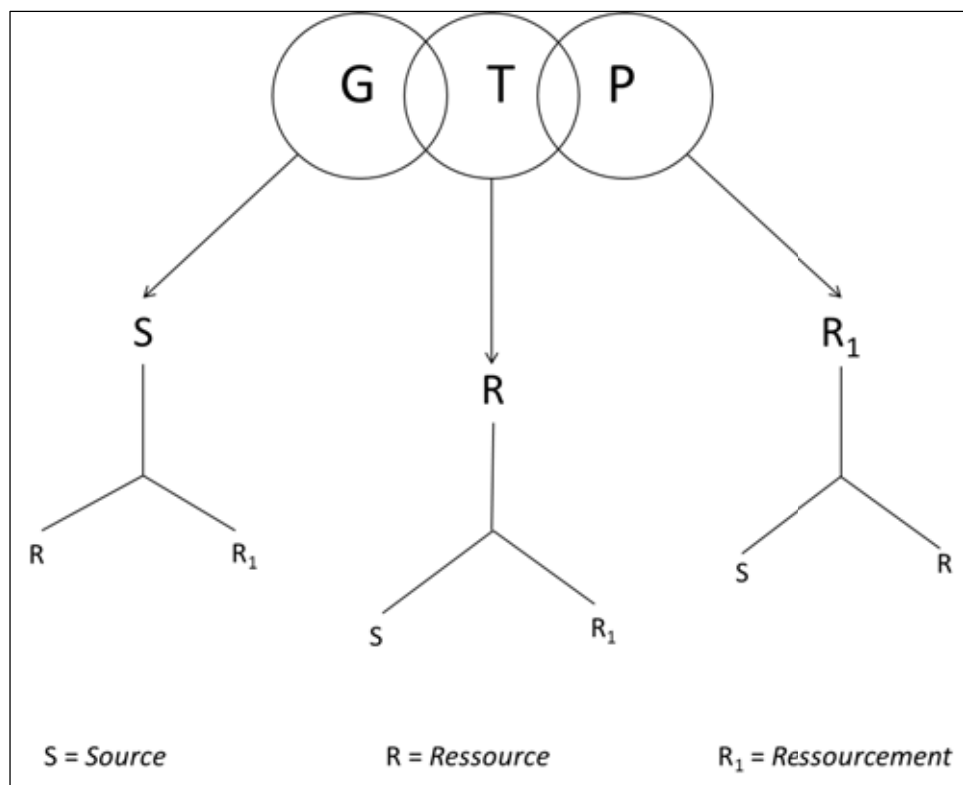 G T P
S
R
R₁
R R₁
S R₁
S R
S = Source
R = Ressource
R₁ = Ressourcement